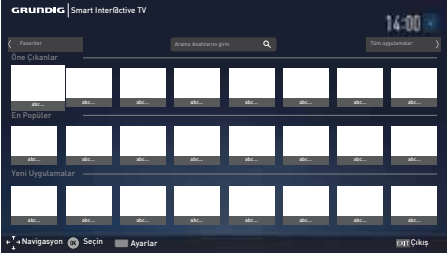 GRUNDIG Smart Inter@ctive TV
14:00
Favoriler Arama Anahtarını girin Tüm uygulamalar
Öne Çıkanlar
abc... abc... abc... abc... abc... abc... abc... abc...
En Popüler
abc... abc... abc... abc... abc... abc... abc... abc...
Yeni Uygulamalar
abc... abc... abc... abc... abc... abc... abc... abc...
Navigasyon OK Seçin Ayarlar EXIT Çıkış